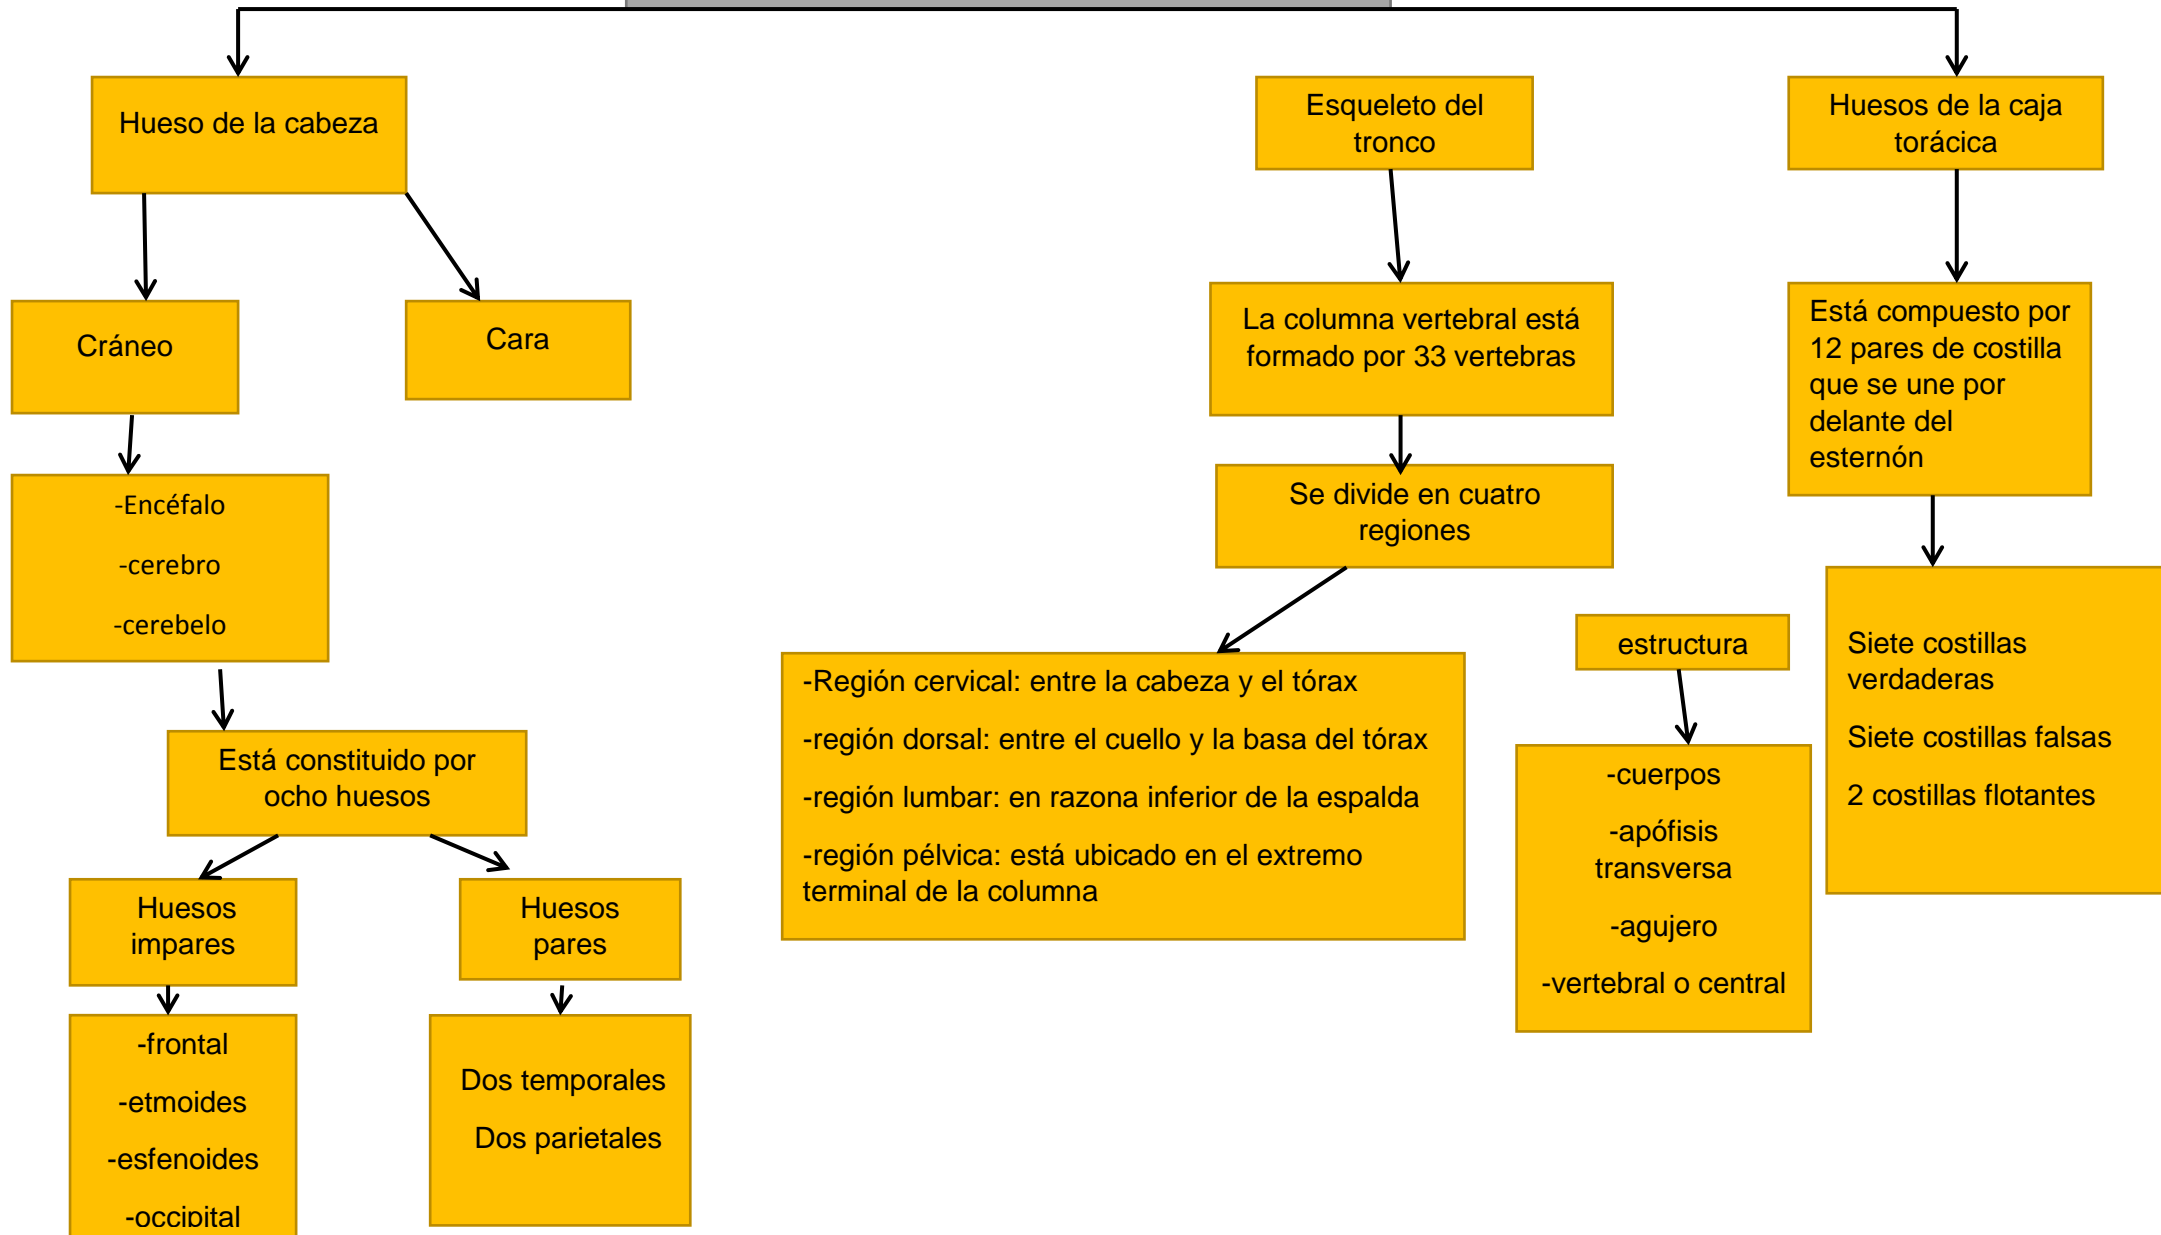 Hueso de la cabeza
Esqueleto del
tronco
Huesos de la caja
torácica
Cráneo
Cara
La columna vertebral está
formado por 33 vertebras
Está compuesto por
12 pares de costilla
que se une por
delante del
esternón
-Encéfalo
-cerebro
-cerebelo
Se divide en cuatro
regiones
Está constituido por
ocho huesos
-Región cervical: entre la cabeza y el tórax
-región dorsal: entre el cuello y la basa del tórax
-región lumbar: en razona inferior de la espalda
-región pélvica: está ubicado en el extremo
terminal de la columna
estructura
-cuerpos
-apófisis
transversa
-agujero
-vertebral o central
Siete costillas
verdaderas
Siete costillas falsas
2 costillas flotantes
Huesos
impares
Huesos
pares
-frontal
-etmoides
-esfenoides
-occipital
Dos temporales
Dos parietales